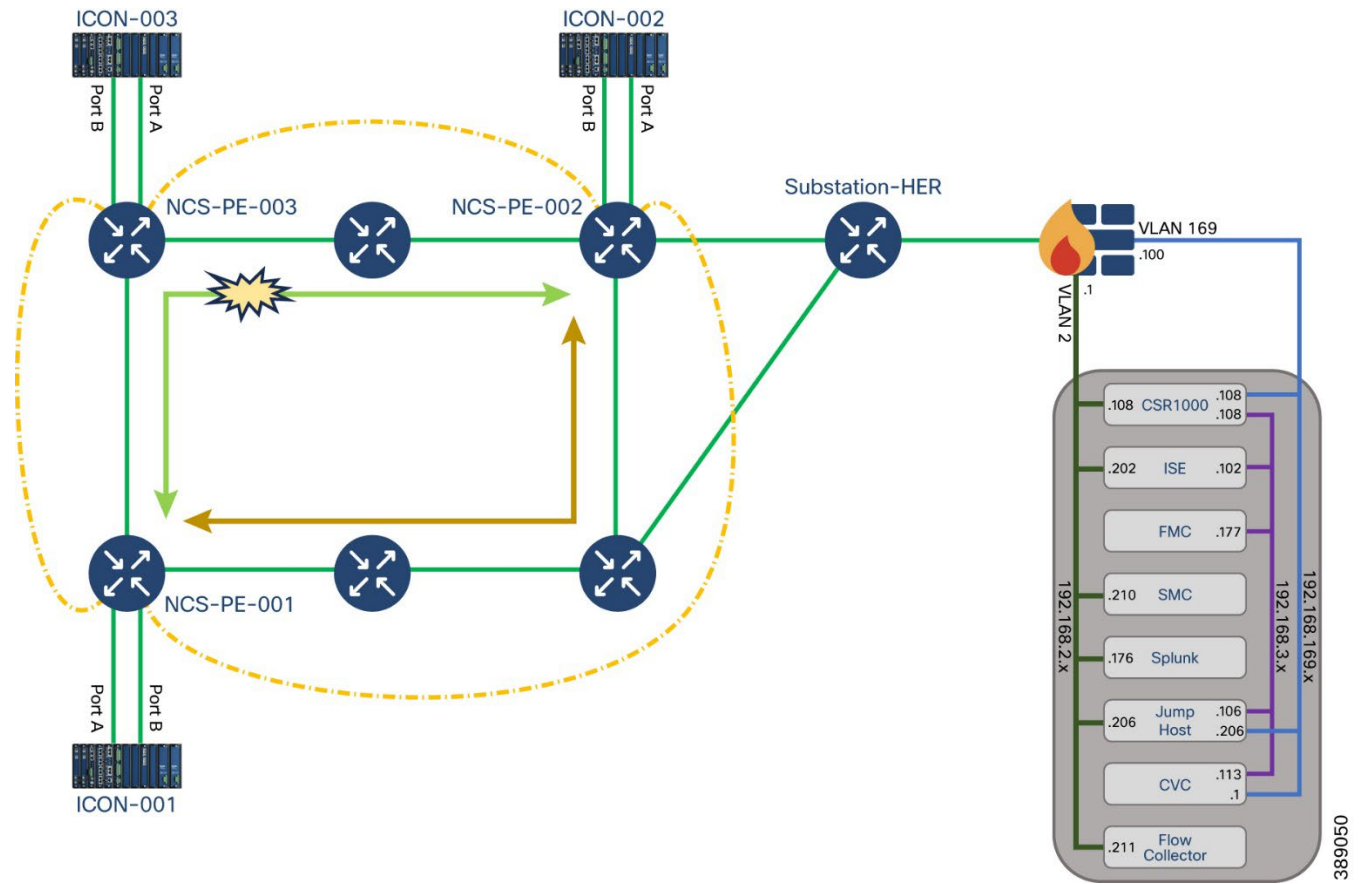 ICON-003
ICON-002
Port B
Port A
Port B
Port A
NCS-PE-003
NCS-PE-002
Substation-HER
VLAN 169
.100
.1
VLAN 2
.108 CSR1000 .108
.108
.202 ISE .102
FMC .177
.210 SMC
.176 Splunk
.206 Jump Host .106
.206
CVC .113
.1
.211 Flow Collector
192.168.2.x
192.168.3.x
192.168.169.x
NCS-PE-001
Port A
Port B
ICON-001
389050